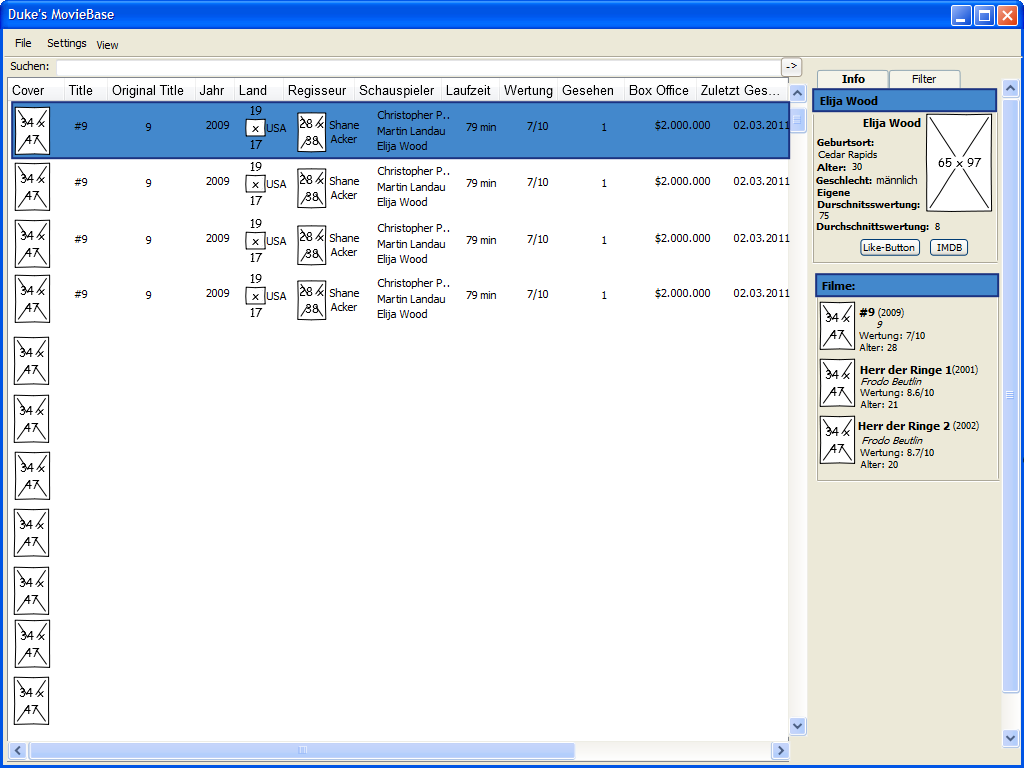 Duke's MovieBase
File Settings View
Suchen: ->
Cover Title Original Title Jahr Land Regisseur Schauspieler Laufzeit Wertung Gesehen Box Office Zuletzt Ges...
34 x 47 #9 9 2009 19 x 17 USA 28 x 38 Shane Acker Christopher P.. Martin Landau Elija Wood 79 min 7/10 1 $2.000.000 02.03.2011
34 x 47 #9 9 2009 19 x 17 USA 28 x 38 Shane Acker Christopher P.. Martin Landau Elija Wood 79 min 7/10 1 $2.000.000 02.03.2011
34 x 47 #9 9 2009 19 x 17 USA 28 x 38 Shane Acker Christopher P.. Martin Landau Elija Wood 79 min 7/10 1 $2.000.000 02.03.2011
34 x 47 #9 9 2009 19 x 17 USA 28 x 38 Shane Acker Christopher P.. Martin Landau Elija Wood 79 min 7/10 1 $2.000.000 02.03.2011
34 x 47
34 x 47
34 x 47
34 x 47
34 x 47
34 x 47
34 x 47
Info Filter
Elija Wood
Elija Wood
65 x 97
Geburtsort:
Cedar Rapids
Alter: 30
Geschlecht: männlich
Eigene
Durschnitsswertung:
75
Durchschnittswertung: 8
Like-Button IMDB
Filme:
34 x 47
#9 (2009)
9
Wertung: 7/10
Alter: 28
34 x 47
Herr der Ringe 1(2001)
Frodo Beutlin
Wertung: 8.6/10
Alter: 21
34 x 47
Herr der Ringe 2 (2002)
Frodo Beutlin
Wertung: 8.7/10
Alter: 20